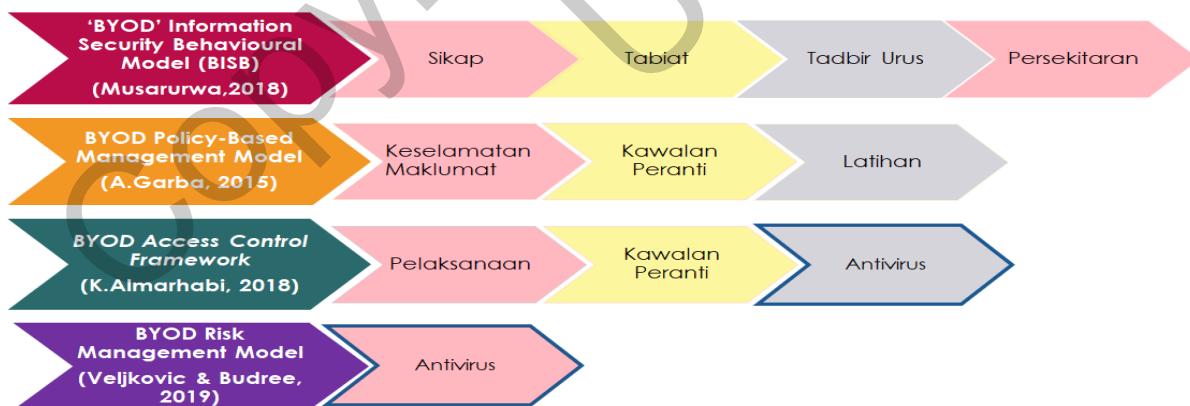 ‘BYOD’ Information
Security Behavioural
Model (BISB)
(Musarurwa,2018)
Sikap
Tabiat
Tadbir Urus
Persekitaran
BYOD Policy-Based
Management Model
(A.Garba, 2015)
Keselamatan
Maklumat
Kawalan
Peranti
Latihan
BYOD Access Control
Framework
(K.Almarhabi, 2018)
Pelaksanaan
Kawalan
Peranti
Antivirus
BYOD Risk
Management Model
(Veljkovic & Budree,
2019)
Antivirus